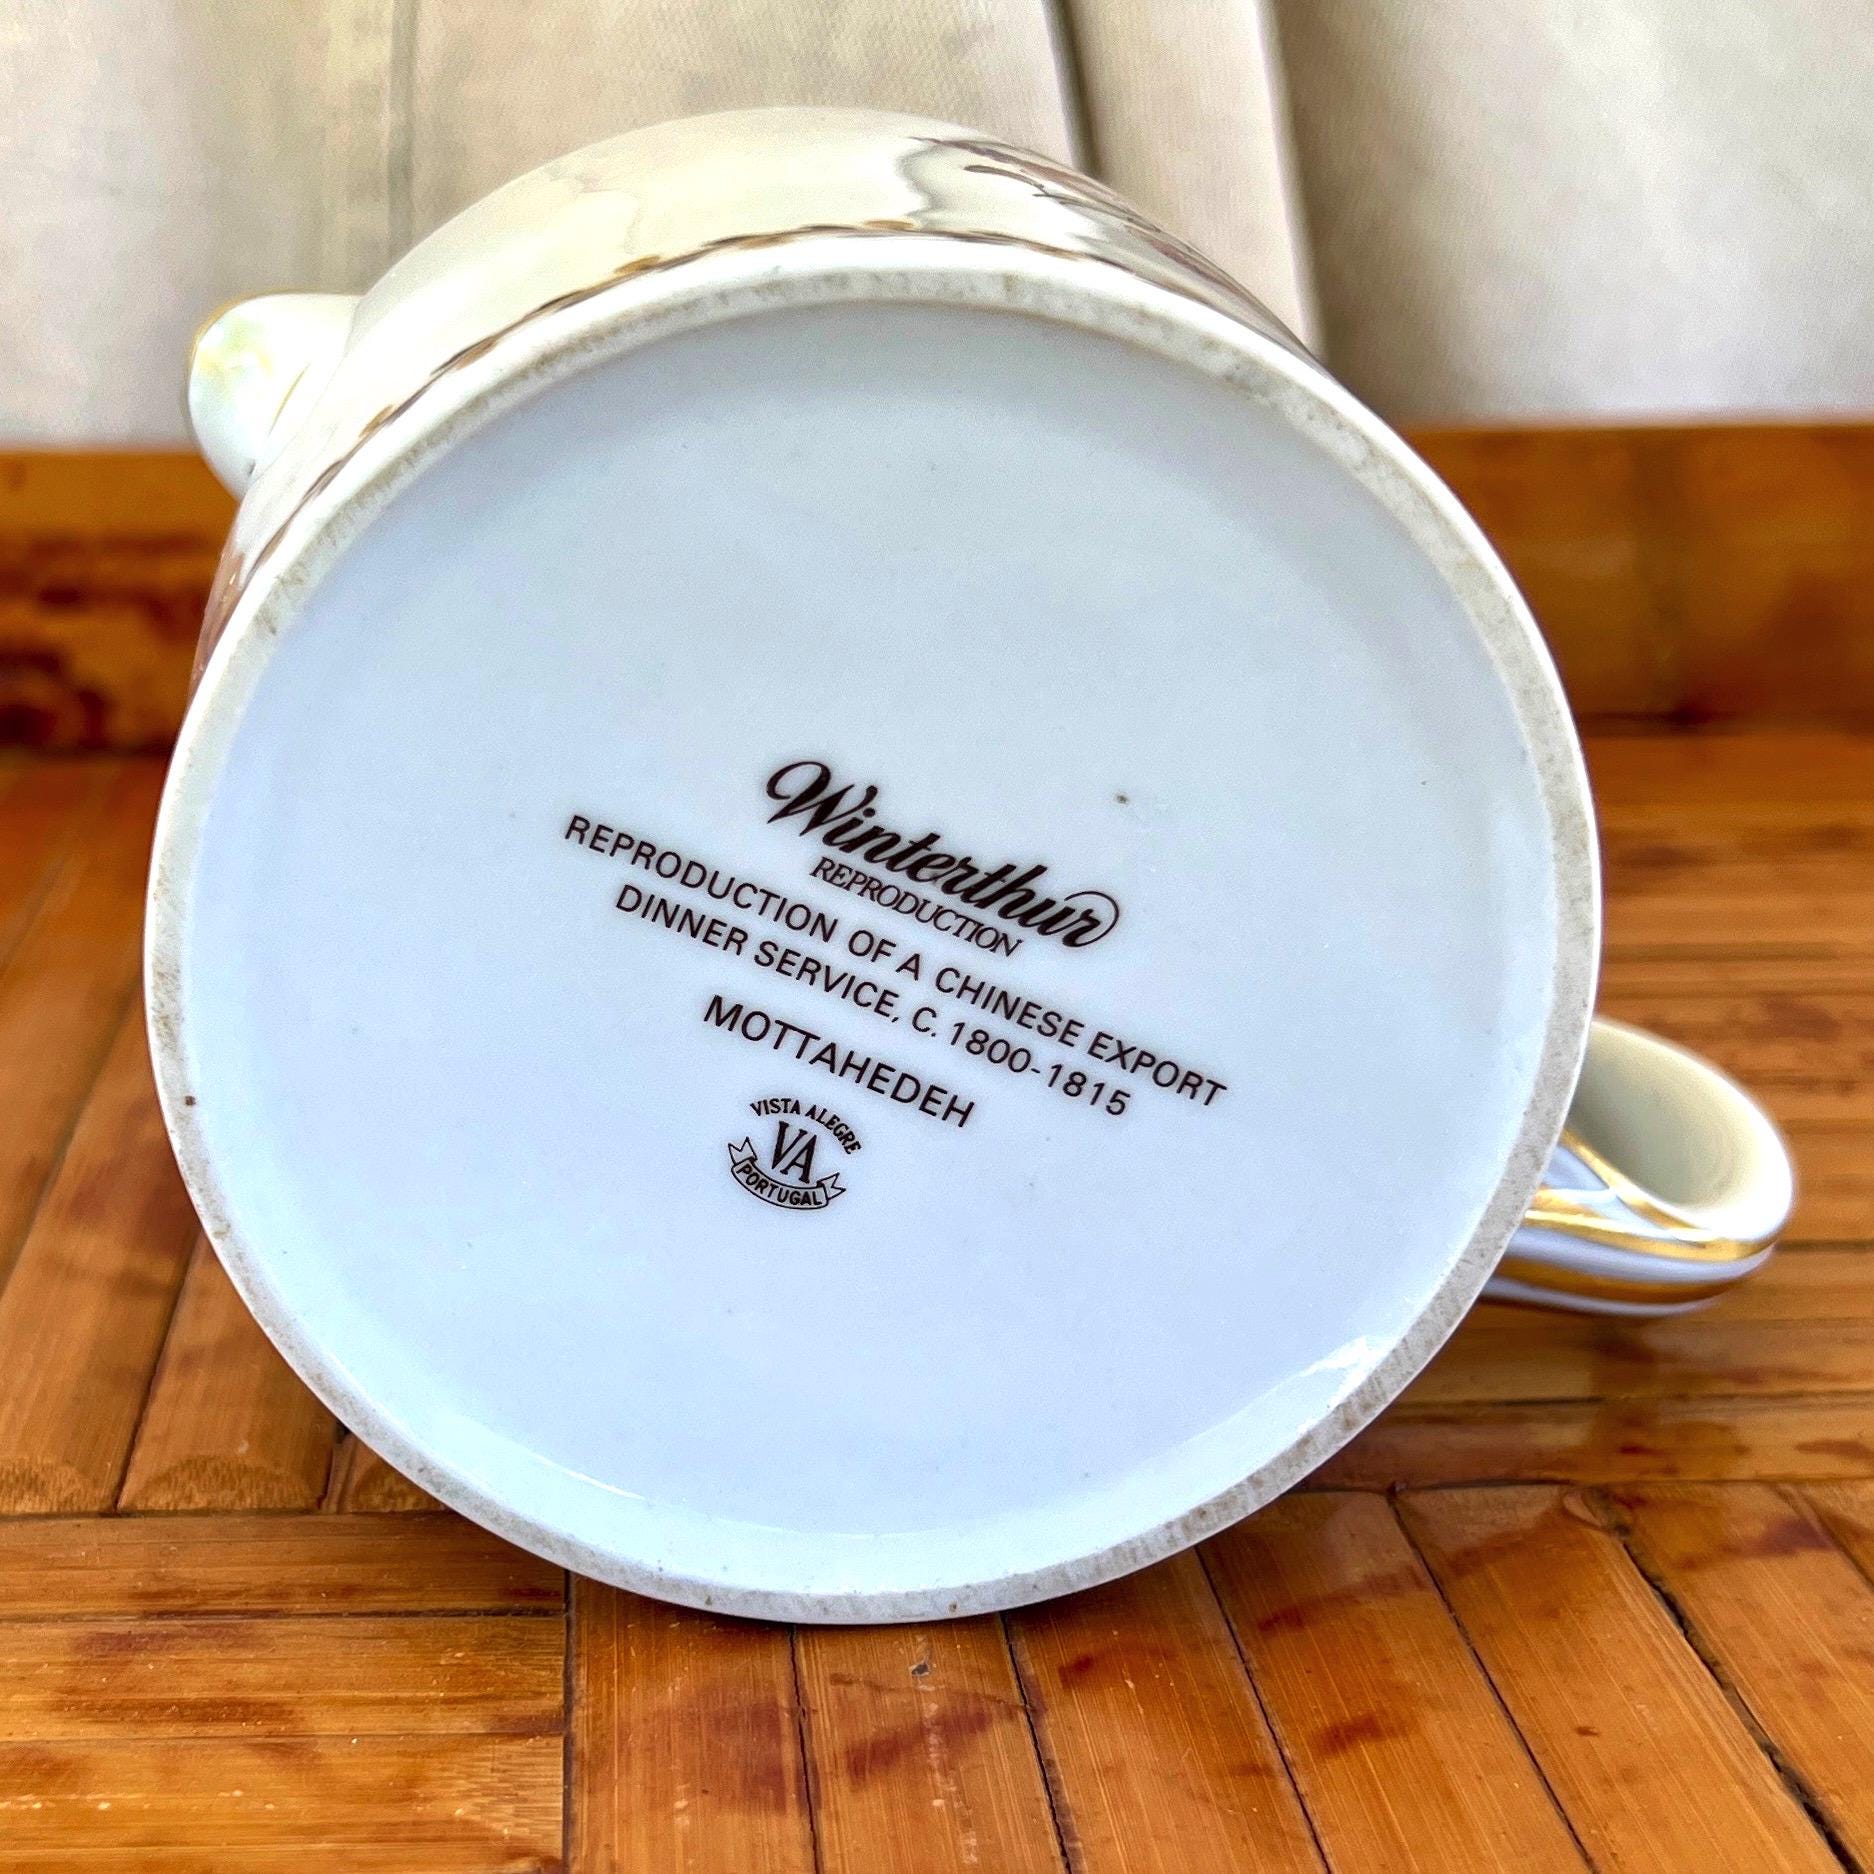 Winterthur
REPRODUCTION
REPRODUCTION OF A CHINESE EXPORT
DINNER SERVICE, C. 1800-1815
MOTTAHEDEH
VISTA ALEGRE
VA
PORTUGAL